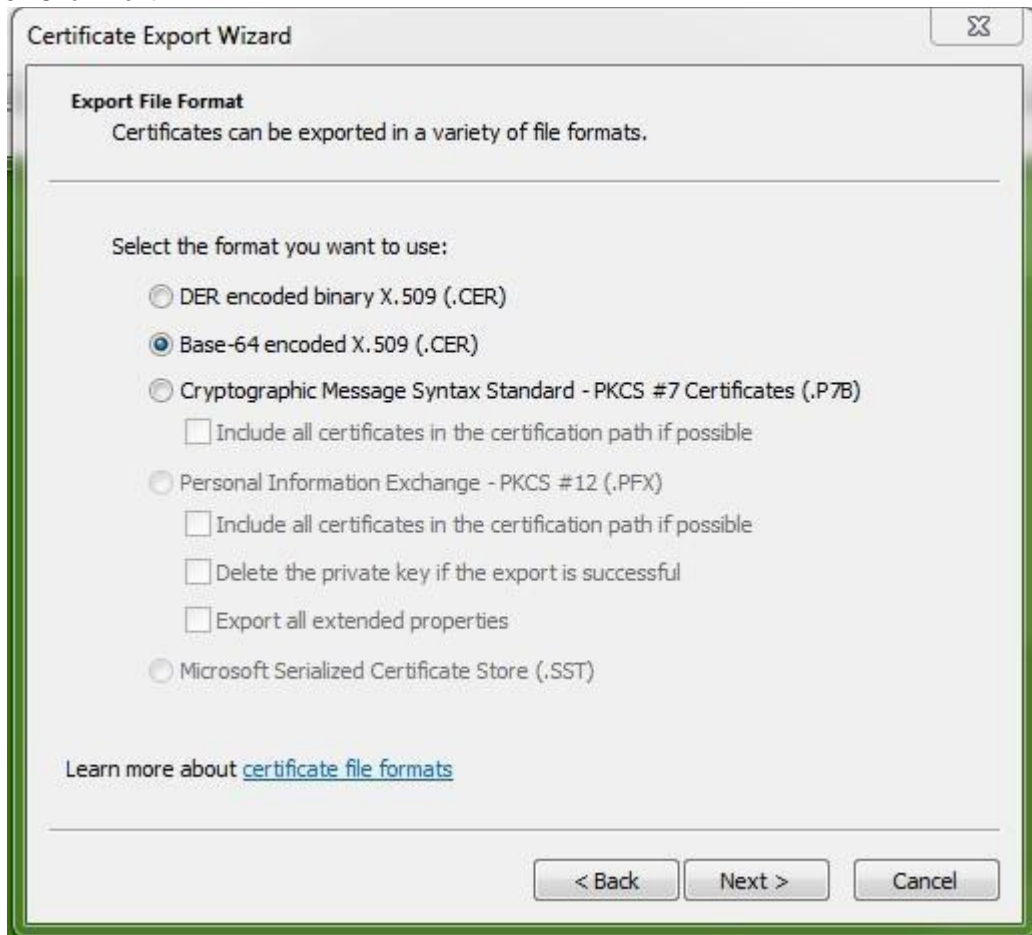 Certificate Export Wizard
Export File Format
Certificates can be exported in a variety of file formats.
Select the format you want to use:
DER encoded binary X.509 (.CER)
Base-64 encoded X.509 (.CER)
Cryptographic Message Syntax Standard - PKCS #7 Certificates (.P7B)
Include all certificates in the certification path if possible
Personal Information Exchange - PKCS #12 (.PFX)
Include all certificates in the certification path if possible
Delete the private key if the export is successful
Export all extended properties
Microsoft Serialized Certificate Store (.SST)
Learn more about certificate file formats
< Back Next > Cancel